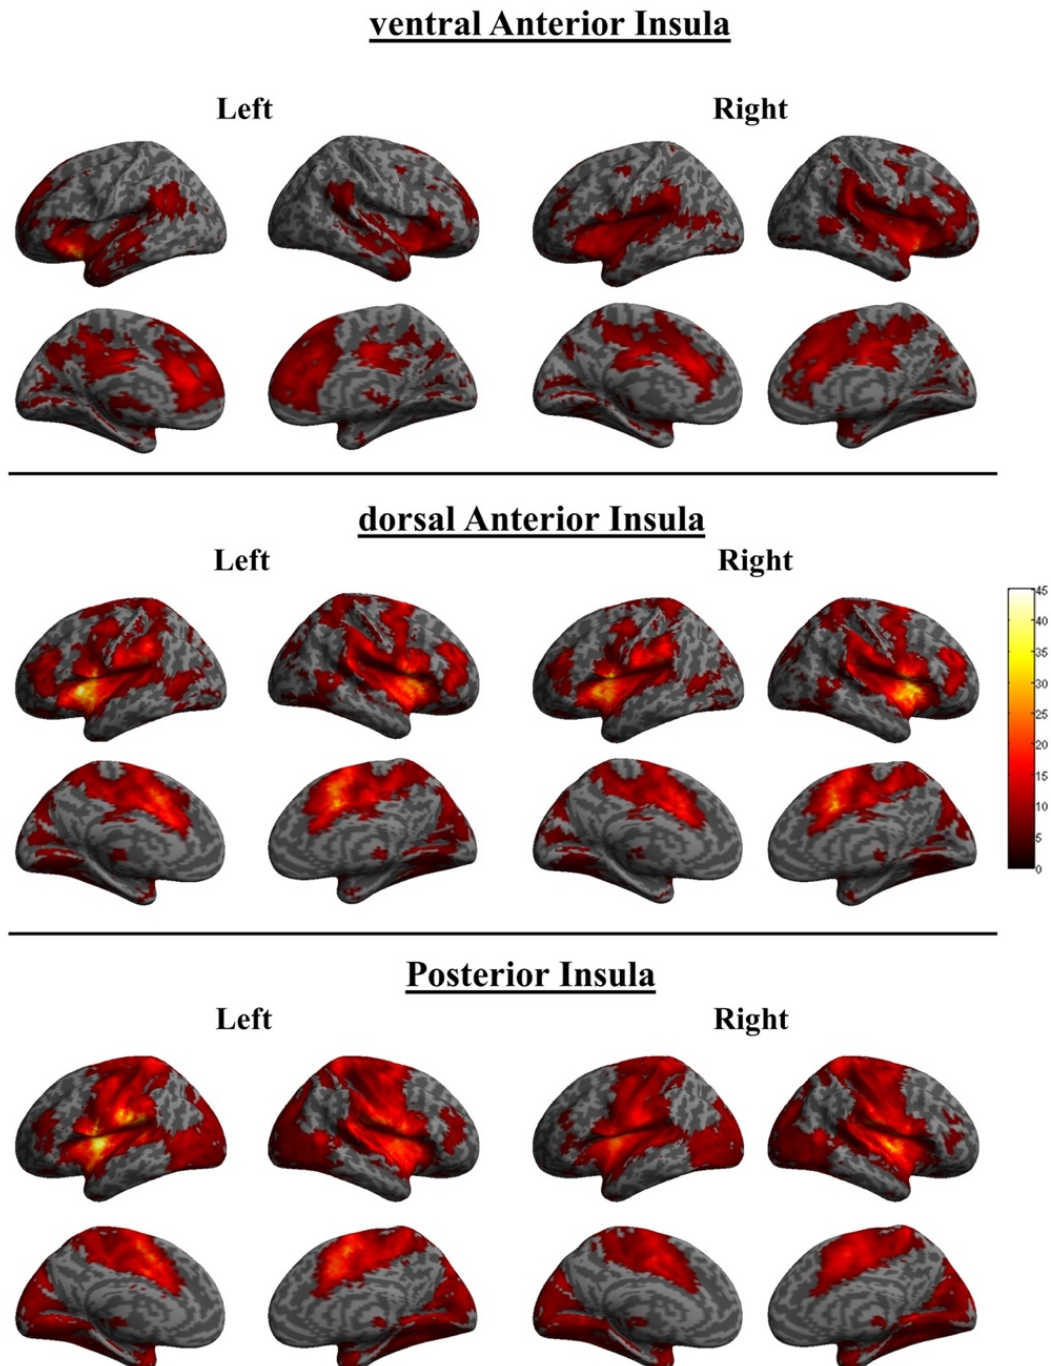 ventral Anterior Insula
Left Right
dorsal Anterior Insula
Left Right
45
40
35
30
25
20
15
10
5
0
Posterior Insula
Left Right